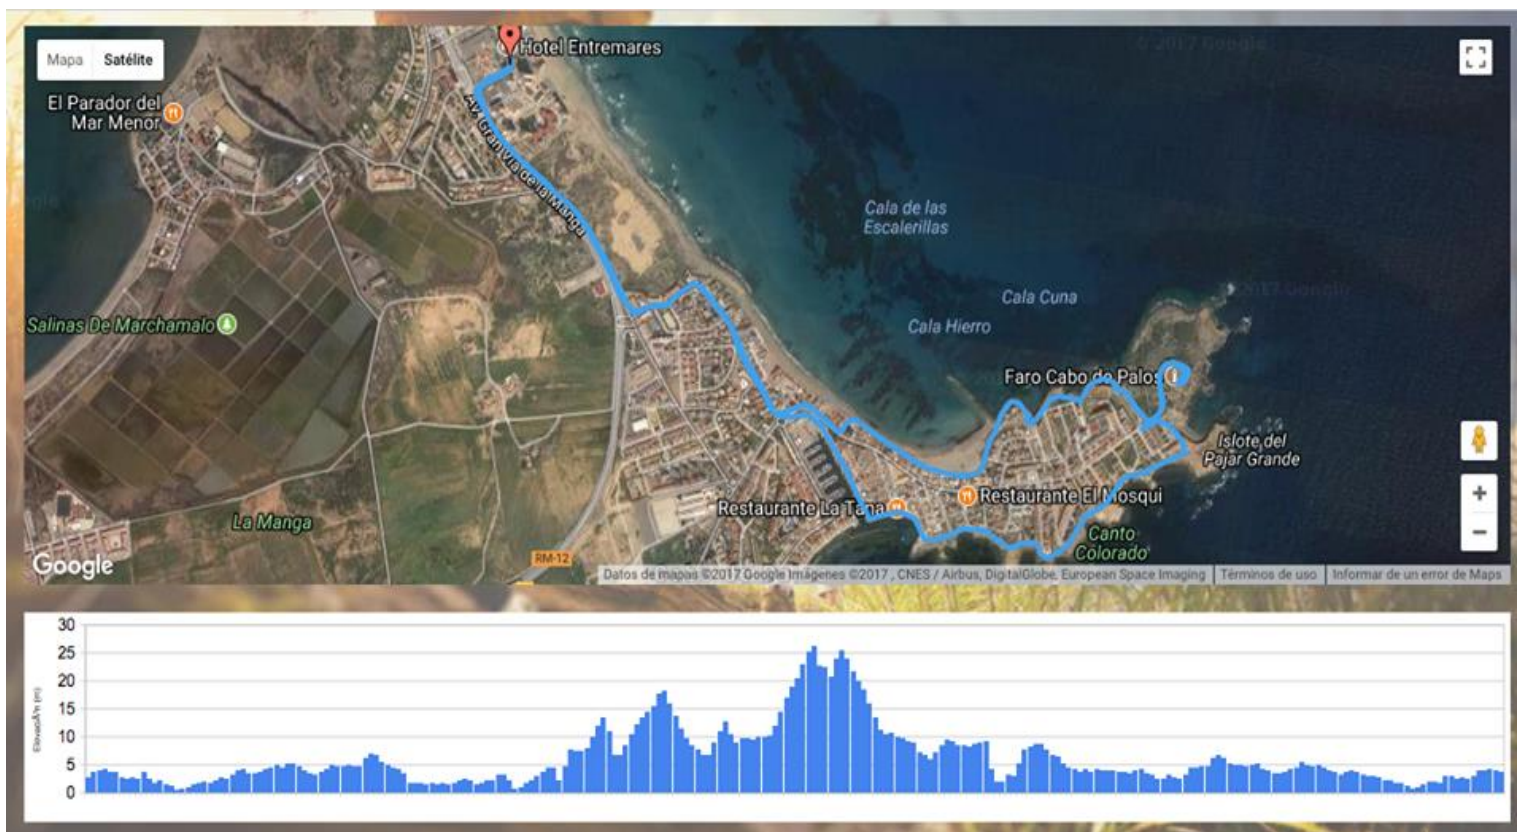 Mapa Satélite
Hotel Entremares
El Parador del
Mar Menor
Av. Gran Vía de la Manga
Cala de las
Escalerillas
Cala Cuna
Cala Hierro
Salinas De Marchamalo
Faro Cabo de Palos
Islote del
Pajar Grande
Restaurante El Mosqui
Restaurante La Tana
La Manga
Canto
Colorado
RM-12
Google
Datos de mapas ©2017 Google Imágenes ©2017 , CNES / Airbus, DigitalGlobe, European Space Imaging
Términos de uso
Informar de un error de Maps
30
25
20
15
10
5
0
ElevaciÃ³n (m)